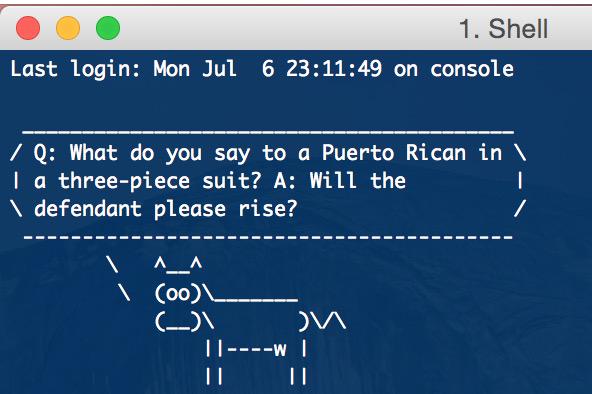 1. Shell
Last login: Mon Jul  6 23:11:49 on console
 _________________________________________
/ Q: What do you say to a Puerto Rican in \
| a three-piece suit? A: Will the         |
\ defendant please rise?                  /
 -----------------------------------------
        \   ^__^
         \  (oo)\_______
            (__)\       )\/\
                ||----w |
                ||     ||